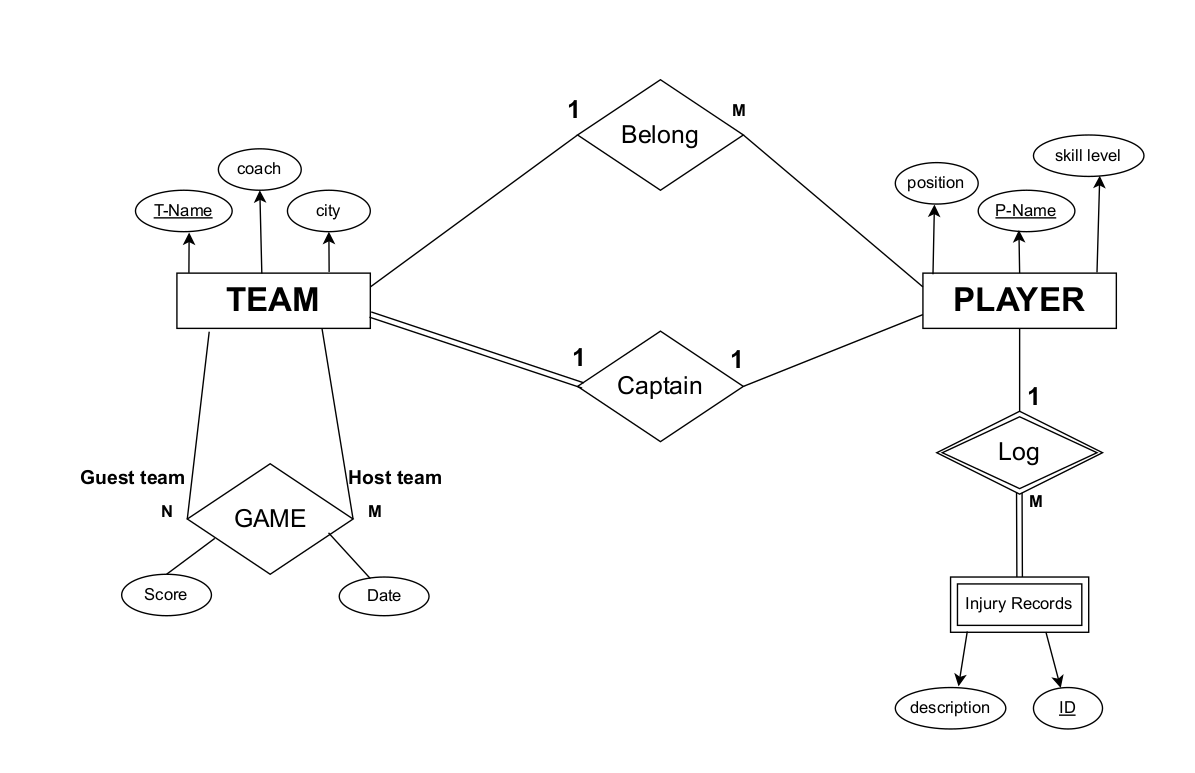 1
M
Belong
coach
T-Name
city
position
skill level
P-Name
TEAM
PLAYER
1
1
Captain
1
Log
M
Guest team
Host team
N
M
GAME
Score
Date
Injury Records
description
ID